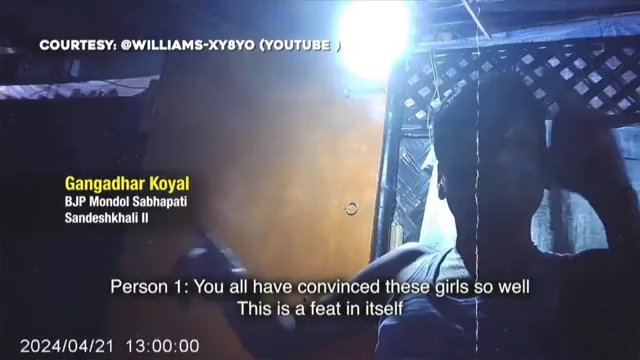 COURTESY: @WILLIAMS-XY8YO (YOUTUBE )
Gangadhar Koyal
BJP Mondol Sabhapati
Sandeshkhali II
Person 1: You all have convinced these girls so well
This is a feat in itself
2024/04/21 13:00:00